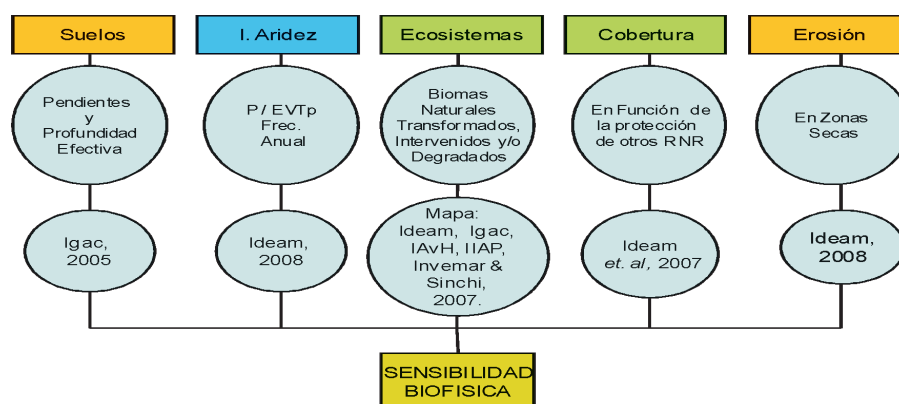 Suelos
I. Aridez
Ecosistemas
Cobertura
Erosión
Pendientes
y
Profundidad
Efectiva
P / EVTp
Frec.
Anual
Biomas
Naturales
Transformados,
Intervenidos y/o
Degradados
En Función de
la protección
de otros RNR
En Zonas
Secas
Igac,
2005
Ideam,
2008
Mapa:
Ideam, Igac,
IAvH, IIAP,
Invemar &
Sinchi,
2007.
Ideam
et. al, 2007
Ideam,
2008
SENSIBILIDAD
BIOFISICA